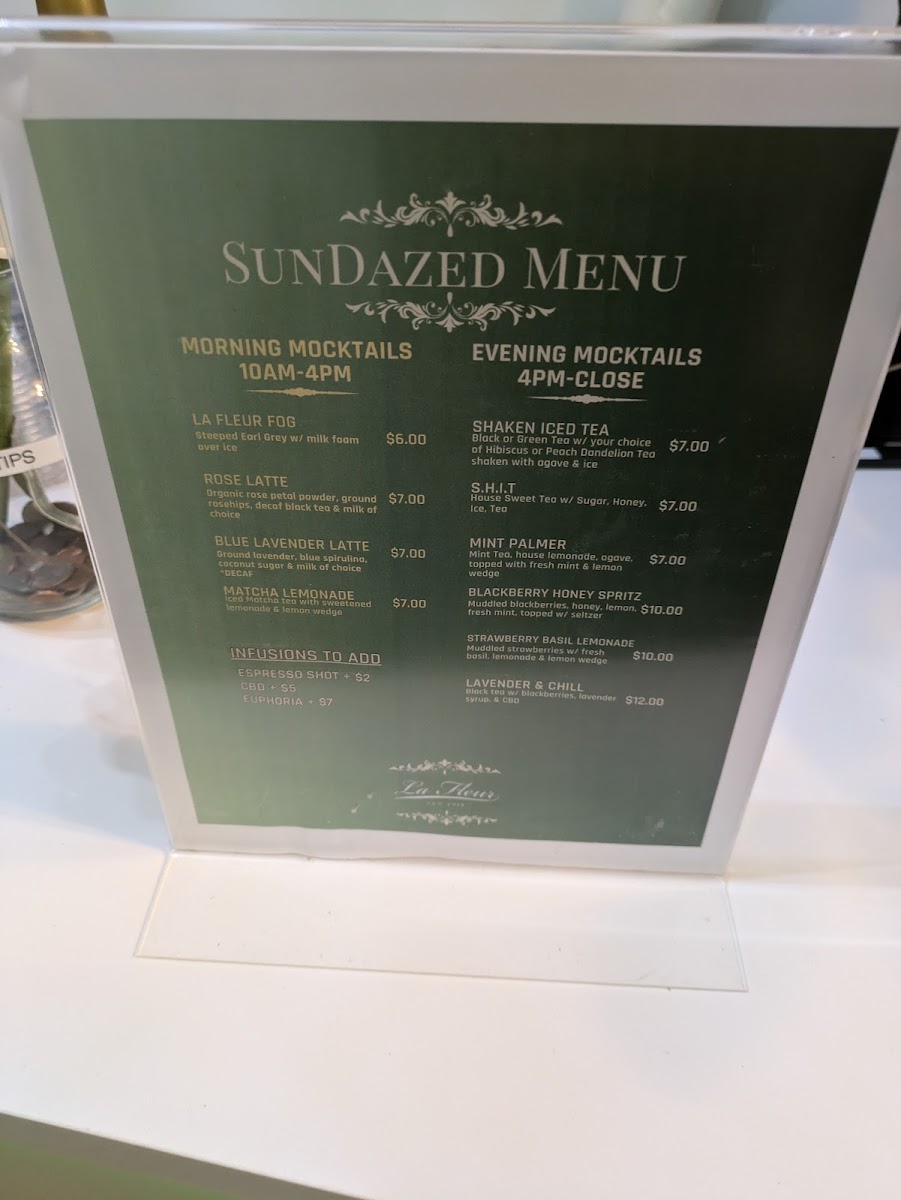 TIPS
SUNDAZED MENU
MORNING MOCKTAILS
10AM-4PM
LA FLEUR FOG
Steeped Earl Grey w/ milk foam
over ice
$6.00
ROSE LATTE
Organic rose petal powder, ground
rosehips, decaf black tea & milk of
choice
$7.00
BLUE LAVENDER LATTE
Ground lavender, blue spirulina,
coconut sugar & milk of choice
*DECAF
$7.00
MATCHA LEMONADE
Iced Matcha tea with sweetened
lemonade & lemon wedge
$7.00
INFUSIONS TO ADD
ESPRESSO SHOT + $2
CBD + $5
EUPHORIA + $7
EVENING MOCKTAILS
4PM-CLOSE
SHAKEN ICED TEA
Black or Green Tea w/ your choice
of Hibiscus or Peach Dandelion Tea
shaken with agave & ice
$7.00
S.H.I.T
House Sweet Tea w/ Sugar, Honey,
Ice, Tea
$7.00
MINT PALMER
Mint Tea, house lemonade, agave,
topped with fresh mint & lemon
wedge
$7.00
BLACKBERRY HONEY SPRITZ
Muddled blackberries, honey, lemon,
fresh mint, topped w/ seltzer
$10.00
STRAWBERRY BASIL LEMONADE
Muddled strawberries w/ fresh
basil, lemonade & lemon wedge
$10.00
LAVENDER & CHILL
Black tea w/ blackberries, lavender
syrup, & CBD
$12.00
La Fleur